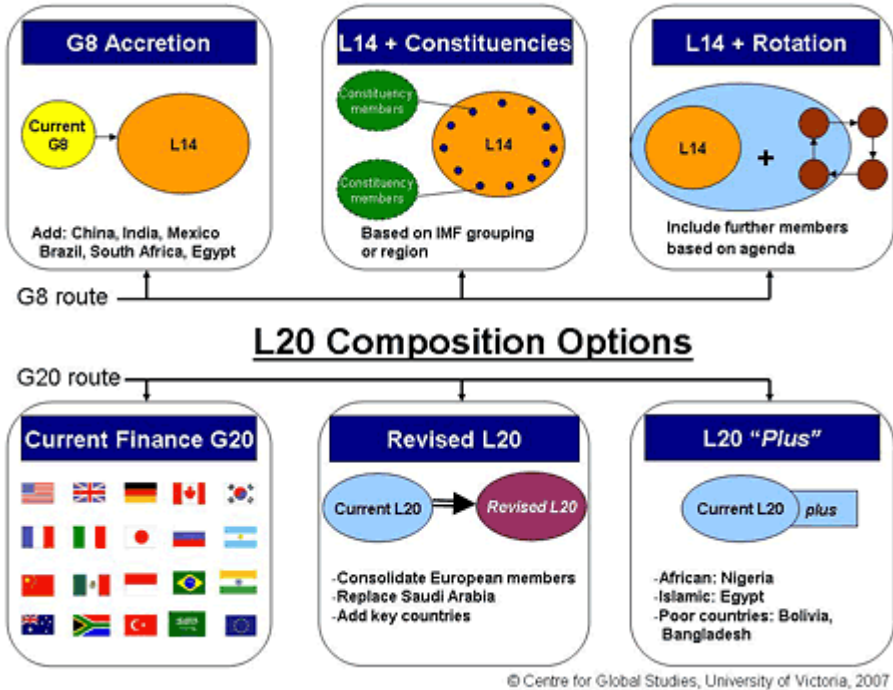 G8 Accretion
Current
G8
L14
Add: China, India, Mexico
Brazil, South Africa, Egypt
L14 + Constituencies
Constituency
members
L14
Constituency
members
Based on IMF grouping
or region
L14 + Rotation
L14
+
Include further members
based on agenda
G8 route
L20 Composition Options
G20 route
Current Finance G20
Revised L20
Current L20
Revised L20
-Consolidate European members
-Replace Saudi Arabia
-Add key countries
L20 "Plus"
Current L20
plus
-African: Nigeria
-Islamic: Egypt
-Poor countries: Bolivia,
Bangladesh
© Centre for Global Studies, University of Victoria, 2007